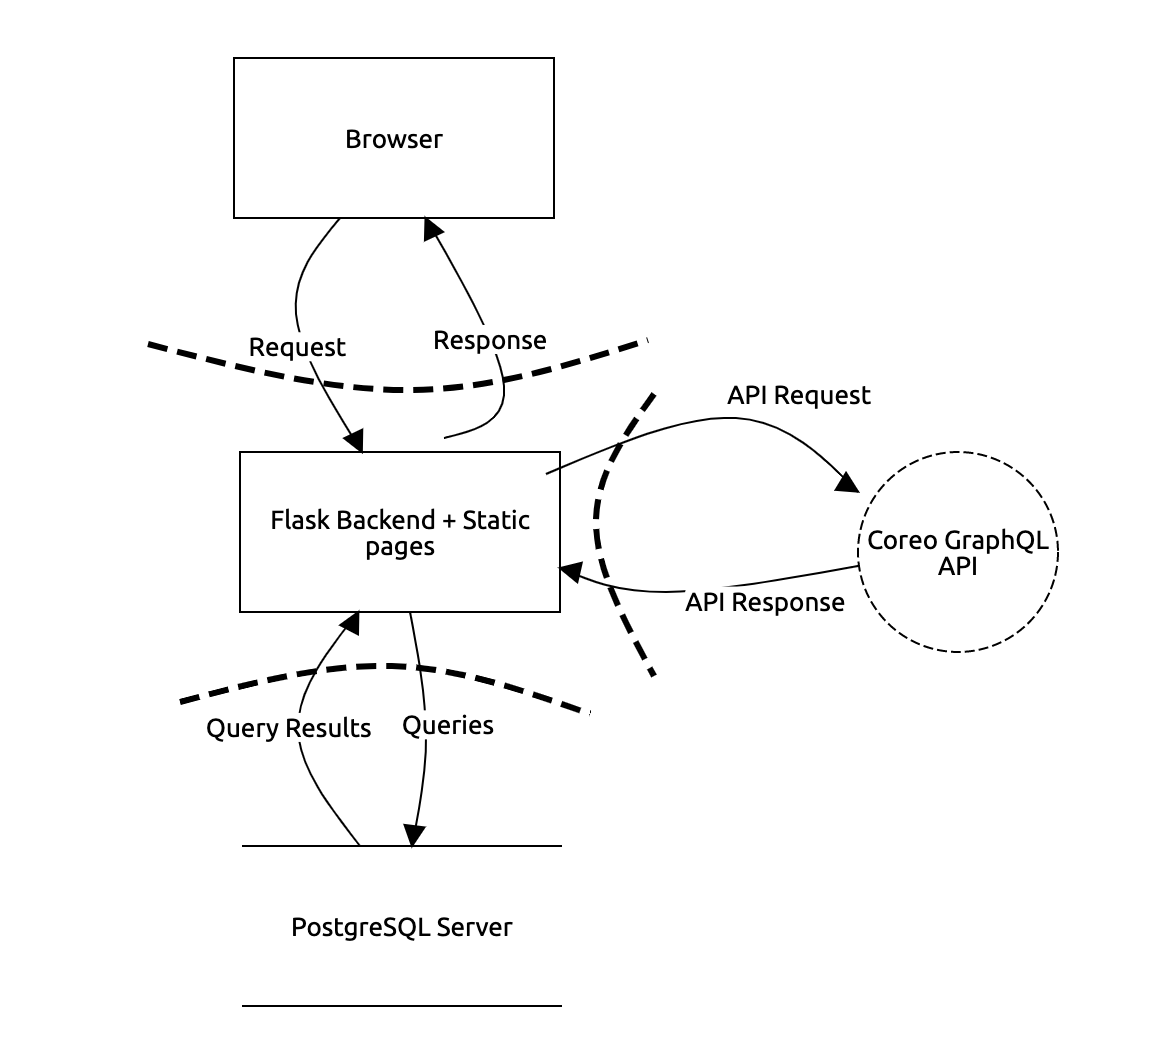 Browser
Request
Response
API Request
Flask Backend + Static
pages
Coreo GraphQL
API
API Response
Query Results
Queries
PostgreSQL Server